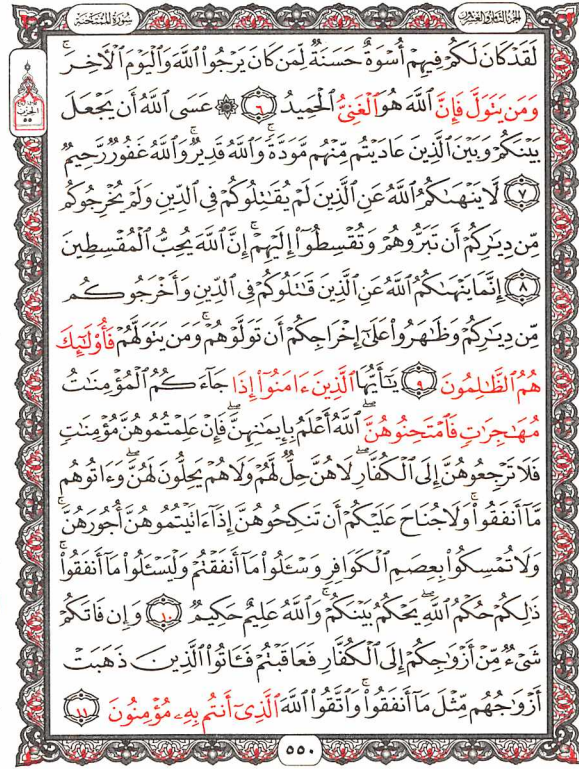 الجزء الثامن والعشرون
سورة الممتحنة
لَّقَدْ كَانَ لَكُمْ فِيهِمْ أُسْوَةٌ حَسَنَةٌ لِّمَن كَانَ يَرْجُوا۟ ٱللَّهَ وَٱلْيَوْمَ ٱلْـَٔاخِرَ ۚ
وَمَن يَتَوَلَّ فَإِنَّ ٱللَّهَ هُوَ ٱلْغَنِىُّ ٱلْحَمِيدُ ٦ ۞ عَسَى ٱللَّهُ أَن يَجْعَلَ
بَيْنَكُمْ وَبَيْنَ ٱلَّذِينَ عَادَيْتُم مِّنْهُم مَّوَدَّةً ۚ وَٱللَّهُ قَدِيرٌ ۚ وَٱللَّهُ غَفُورٌ رَّحِيمٌ
٧ لَّا يَنْهَىٰكُمُ ٱللَّهُ عَنِ ٱلَّذِينَ لَمْ يُقَـٰتِلُوكُمْ فِى ٱلدِّينِ وَلَمْ يُخْرِجُوكُم
مِّن دِيَـٰرِكُمْ أَن تَبَرُّوهُمْ وَتُقْسِطُوٓا۟ إِلَيْهِمْ ۚ إِنَّ ٱللَّهَ يُحِبُّ ٱلْمُقْسِطِينَ
٨ إِنَّمَا يَنْهَىٰكُمُ ٱللَّهُ عَنِ ٱلَّذِينَ قَـٰتَلُوكُمْ فِى ٱلدِّينِ وَأَخْرَجُوكُم
مِّن دِيَـٰرِكُمْ وَظَـٰهَرُوا۟ عَلَىٰٓ إِخْرَاجِكُمْ أَن تَوَلَّوْهُمْ ۚ وَمَن يَتَوَلَّهُمْ فَأُو۟لَـٰٓئِكَ
هُمُ ٱلظَّـٰلِمُونَ ٩ يَـٰٓأَيُّهَا ٱلَّذِينَ ءَامَنُوٓا۟ إِذَا جَآءَكُمُ ٱلْمُؤْمِنَـٰتُ
مُهَـٰجِرَٰتٍ فَٱمْتَحِنُوهُنَّ ۖ ٱللَّهُ أَعْلَمُ بِإِيمَـٰنِهِنَّ ۖ فَإِنْ عَلِمْتُمُوهُنَّ مُؤْمِنَـٰتٍ
فَلَا تَرْجِعُوهُنَّ إِلَى ٱلْكُفَّارِ ۖ لَا هُنَّ حِلٌّ لَّهُمْ وَلَا هُمْ يَحِلُّونَ لَهُنَّ ۖ وَءَاتُوهُم
مَّآ أَنفَقُوا۟ ۚ وَلَا جُنَاحَ عَلَيْكُمْ أَن تَنكِحُوهُنَّ إِذَآ ءَاتَيْتُمُوهُنَّ أُجُورَهُنَّ ۚ
وَلَا تُمْسِكُوا۟ بِعِصَمِ ٱلْكَوَافِرِ وَسْـَٔلُوا۟ مَآ أَنفَقْتُمْ وَلْيَسْـَٔلُوا۟ مَآ أَنفَقُوا۟ ۚ
ذَٰلِكُمْ حُكْمُ ٱللَّهِ ۖ يَحْكُمُ بَيْنَكُمْ ۚ وَٱللَّهُ عَلِيمٌ حَكِيمٌ ١٠ وَإِن فَاتَكُمْ
شَىْءٌ مِّنْ أَزْوَٰجِكُمْ إِلَى ٱلْكُفَّارِ فَعَاقَبْتُمْ فَـَٔاتُوا۟ ٱلَّذِينَ ذَهَبَتْ
أَزْوَٰجُهُم مِّثْلَ مَآ أَنفَقُوا۟ ۚ وَٱتَّقُوا۟ ٱللَّهَ ٱلَّذِىٓ أَنتُم بِهِۦ مُؤْمِنُونَ ١١
٥٥٠